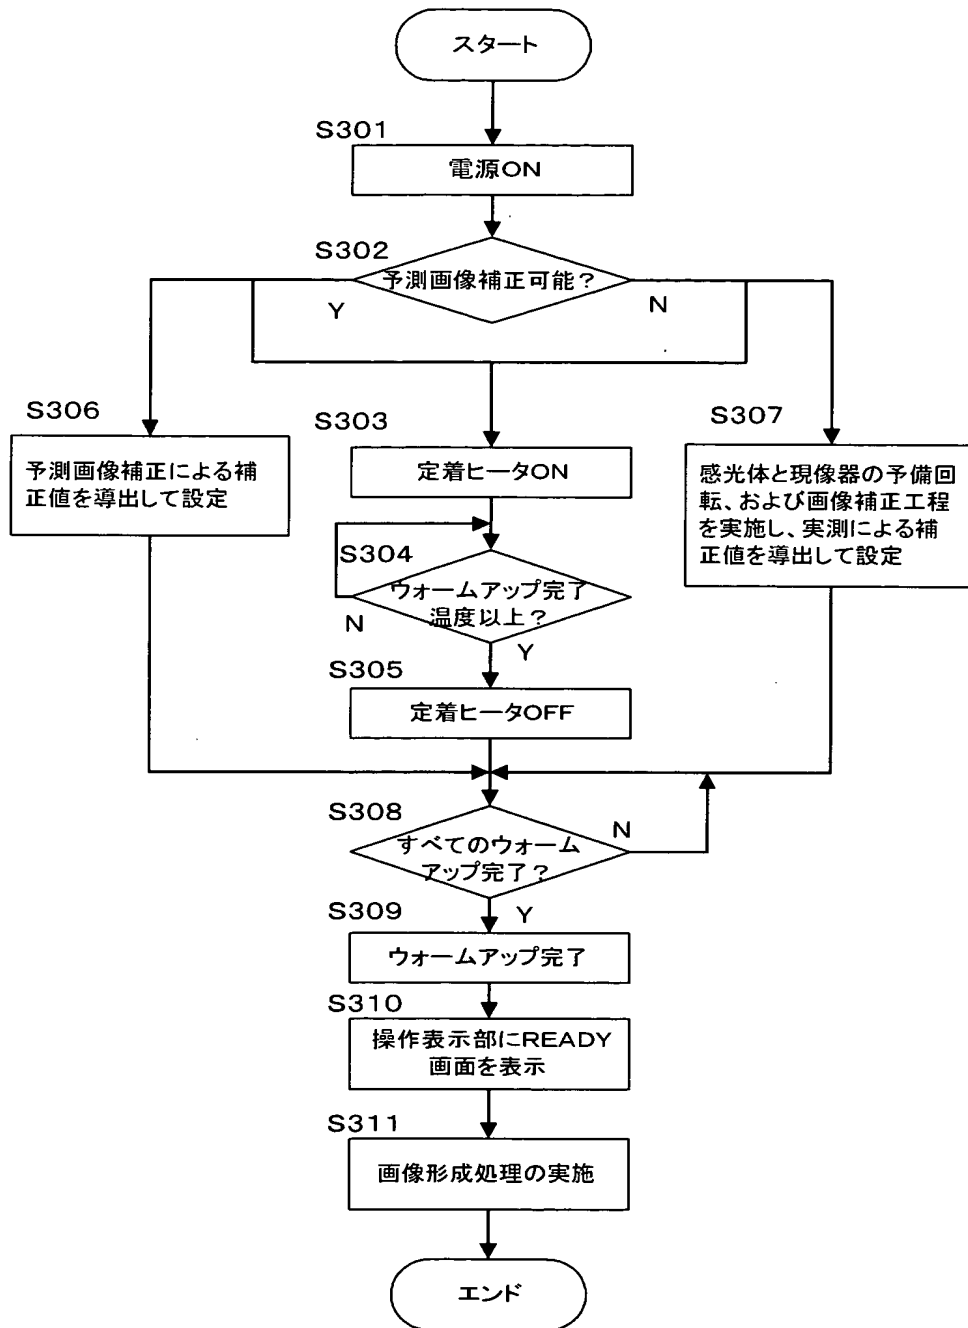 スタート
S301
電源ON
S302
予測画像補正可能?
Y
N
S306
予測画像補正による補
正値を導出して設定
S303
定着ヒータON
S307
感光体と現像器の予備回
転、および画像補正工程
を実施し、実測による補
正値を導出して設定
S304
ウォームアップ完了
温度以上?
N
Y
S305
定着ヒータOFF
S308
すべてのウォーム
アップ完了?
N
Y
S309
ウォームアップ完了
S310
操作表示部にREADY
画面を表示
S311
画像形成処理の実施
エンド